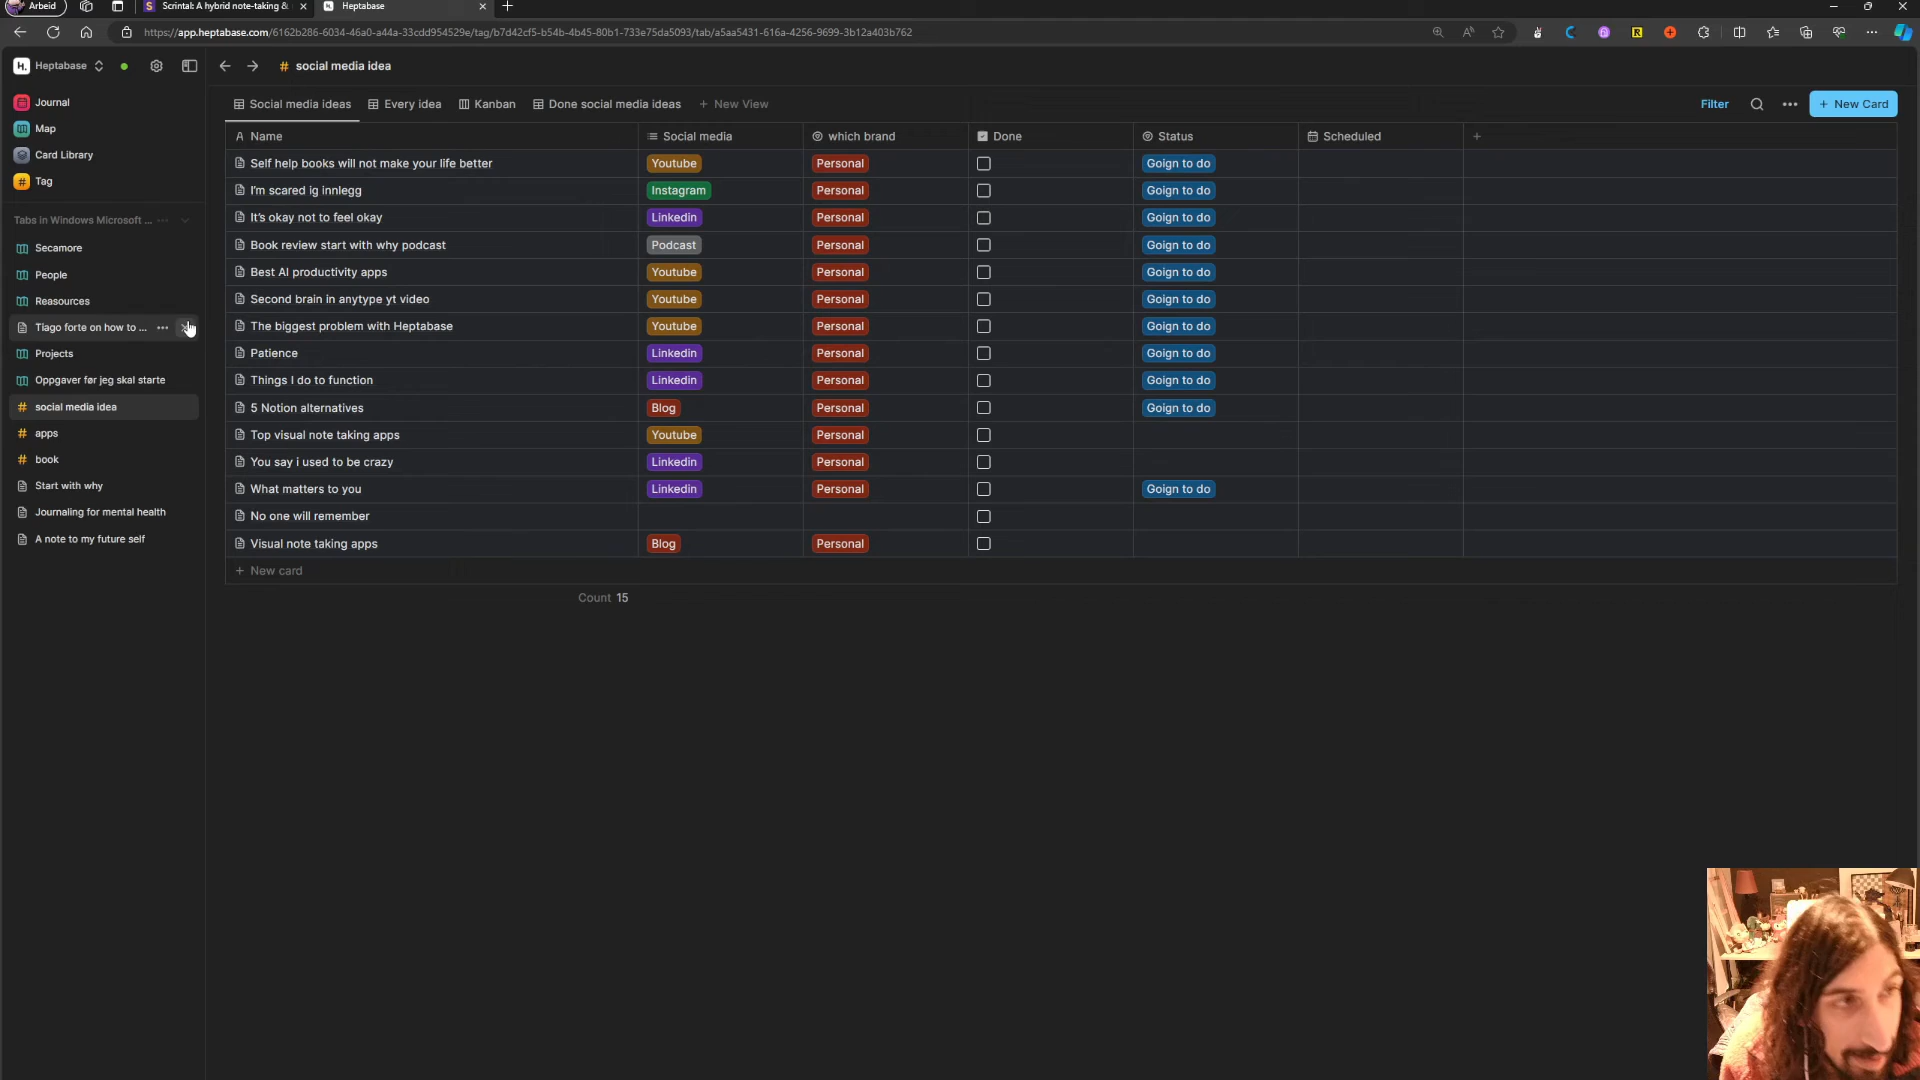 Arbeid
Scrintal: A hybrid note-taking &
Heptabase
https://app.heptabase.com/6162b286-6034-46a0-a44a-33cdd954529e/tag/b7d42cf5-b54b-4b45-80b1-733e75da5093/tab/a5aa5431-616a-4256-9699-3b12a403b762
Heptabase
# social media idea
Journal
Map
Card Library
Tag
Tabs in Windows Microsoft ...
Secamore
People
Reasources
Tiago forte on how to ...
Projects
Oppgaver før jeg skal starte
# social media idea
# apps
# book
Start with why
Journaling for mental health
A note to my future self
Social media ideas Every idea Kanban Done social media ideas + New View
Filter + New Card
Name Social media which brand Done Status Scheduled
Self help books will not make your life better Youtube Personal Goign to do
I'm scared ig innlegg Instagram Personal Goign to do
It's okay not to feel okay Linkedin Personal Goign to do
Book review start with why podcast Podcast Personal Goign to do
Best AI productivity apps Youtube Personal Goign to do
Second brain in anytype yt video Youtube Personal Goign to do
The biggest problem with Heptabase Youtube Personal Goign to do
Patience Linkedin Personal Goign to do
Things I do to function Linkedin Personal Goign to do
5 Notion alternatives Blog Personal Goign to do
Top visual note taking apps Youtube Personal
You say i used to be crazy Linkedin Personal
What matters to you Linkedin Personal Goign to do
No one will remember
Visual note taking apps Blog Personal
+ New card
Count 15